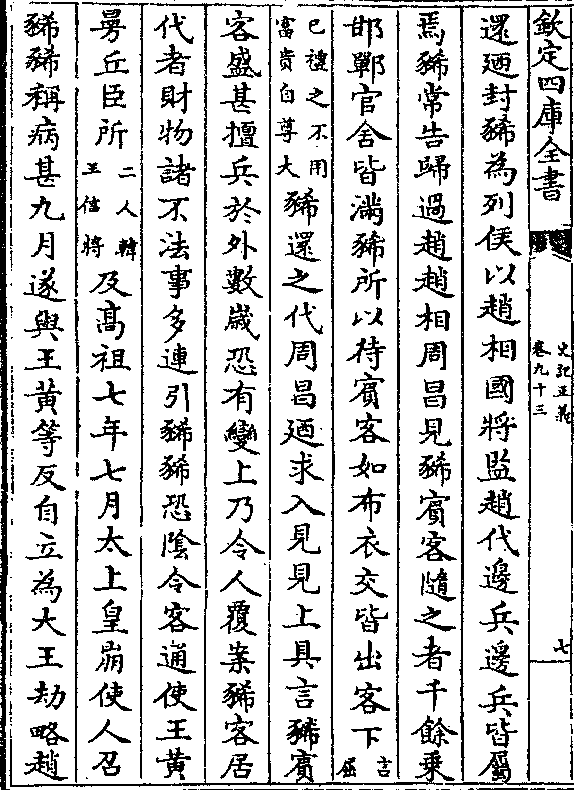 欽定四庫全書
史記正義
卷九十三
七
還廼封豨為列侯以趙相國將監趙代邊兵邊兵皆屬
焉豨常告歸過趙趙相周昌見豨賓客隨之者千餘乗
邯鄲官舍皆滿豨所以待賓客如布衣交皆出客下言屈
己禮之不用富貴自尊大豨還之代周昌廼求入見見上具言豨賓
客盛甚擅兵於外數歳恐有變上乃令人覆案豨客居
代者財物諸不法事多連引豨豨恐隂令客通使王黄
曼丘臣所二人韓王信將及髙祖七年七月太上皇崩使人召
豨豨稱病甚九月遂與王黄等反自立為大王劫略趙